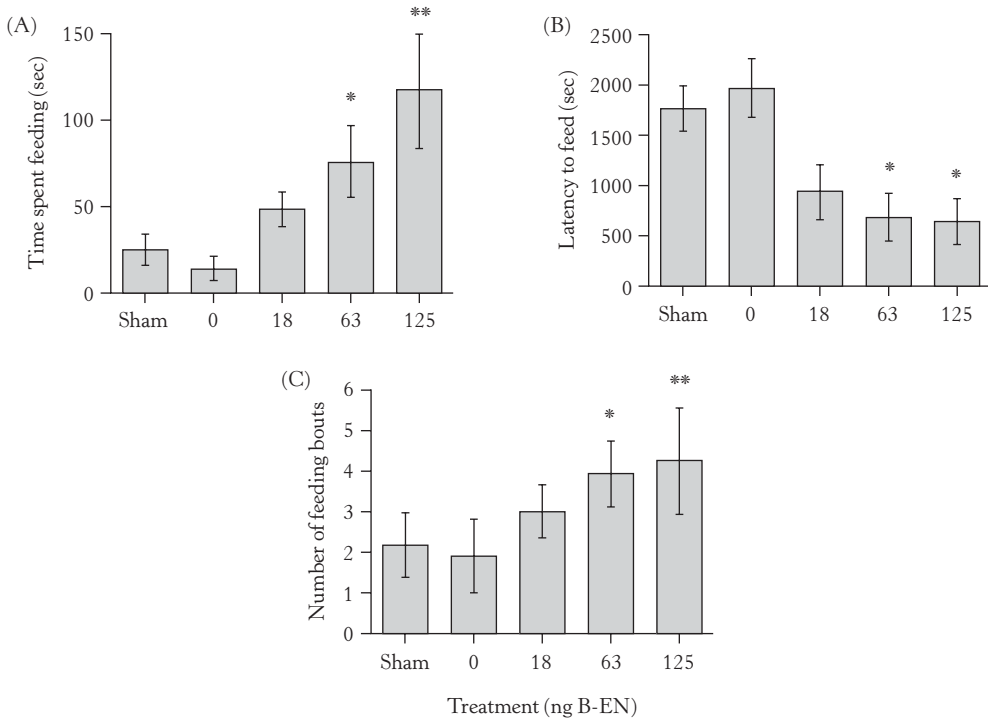 (A)
Time spent feeding (sec)
150
100
50
0
**
*
Sham 0 18 63 125
(B)
Latency to feed (sec)
2500
2000
1500
1000
500
0
* *
Sham 0 18 63 125
(C)
Number of feeding bouts
6
5
4
3
2
1
0
**
*
Sham 0 18 63 125
Treatment (ng B-EN)